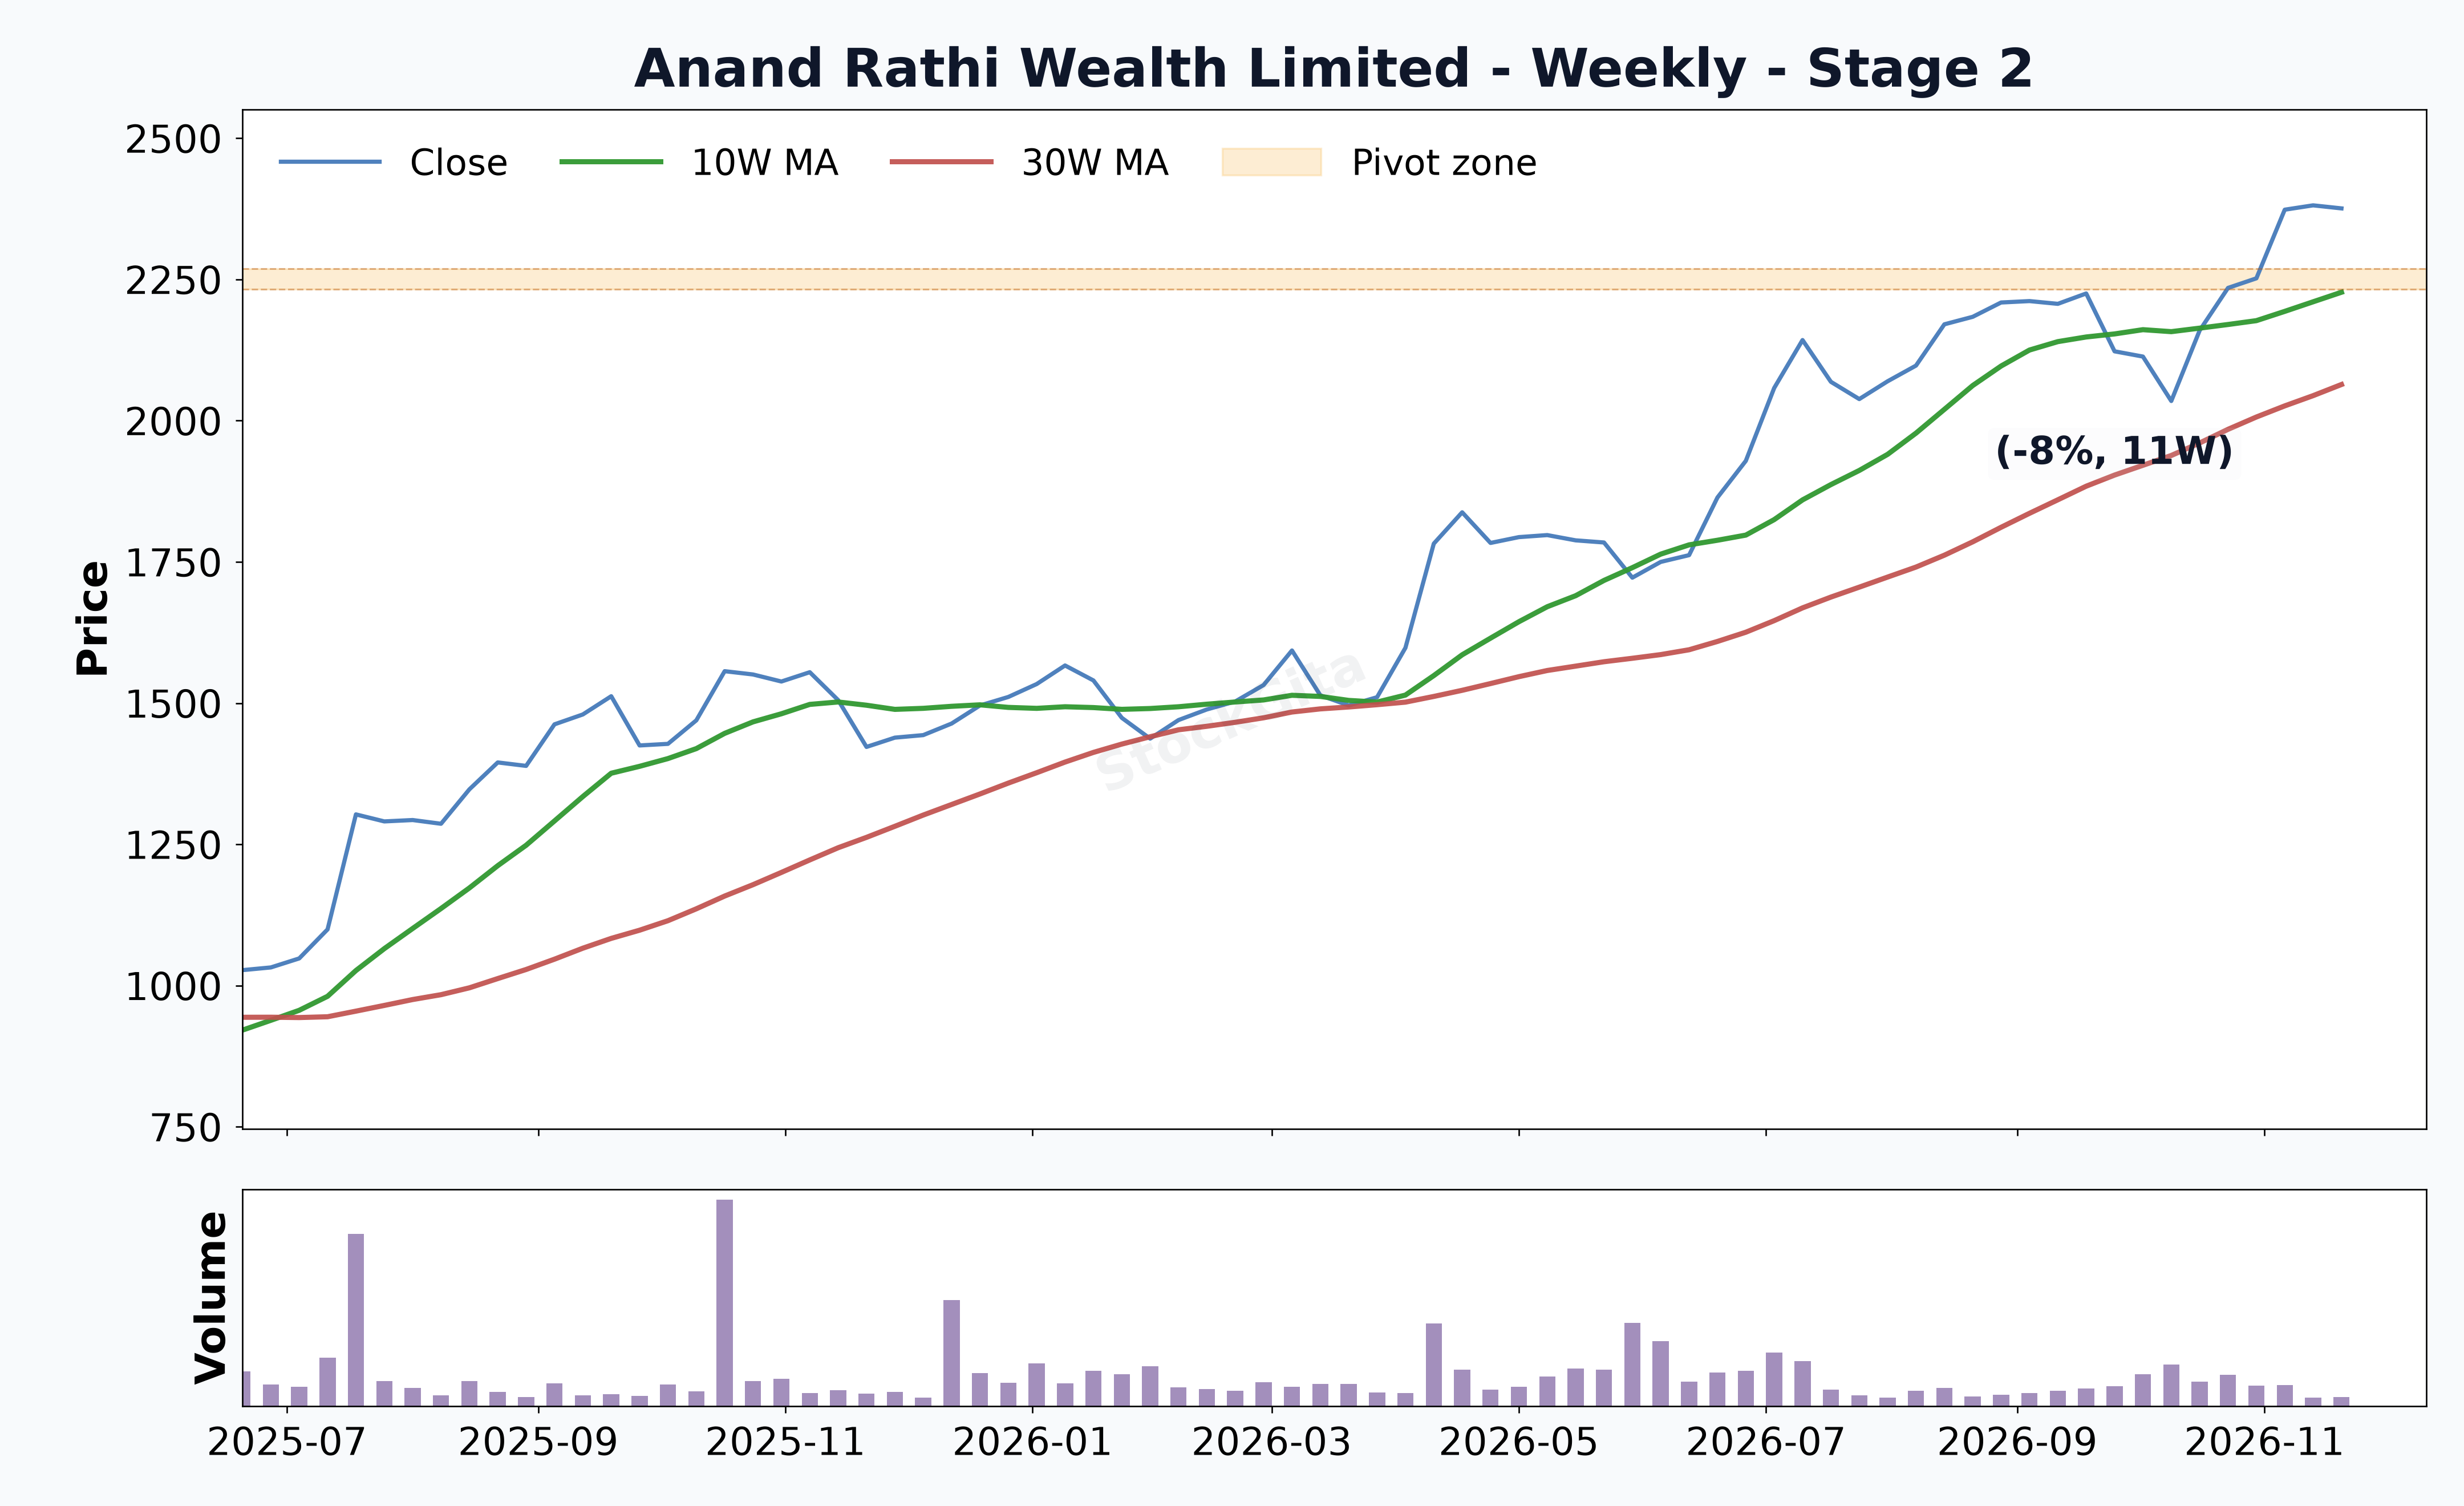 Anand Rathi Wealth Limited - Weekly - Stage 2
Close 10W MA 30W MA Pivot zone
2500
2250
2000
1750
1500
1250
1000
750
Price
(-8%, 11W)
StockGita
Volume
2025-07 2025-09 2025-11 2026-01 2026-03 2026-05 2026-07 2026-09 2026-11